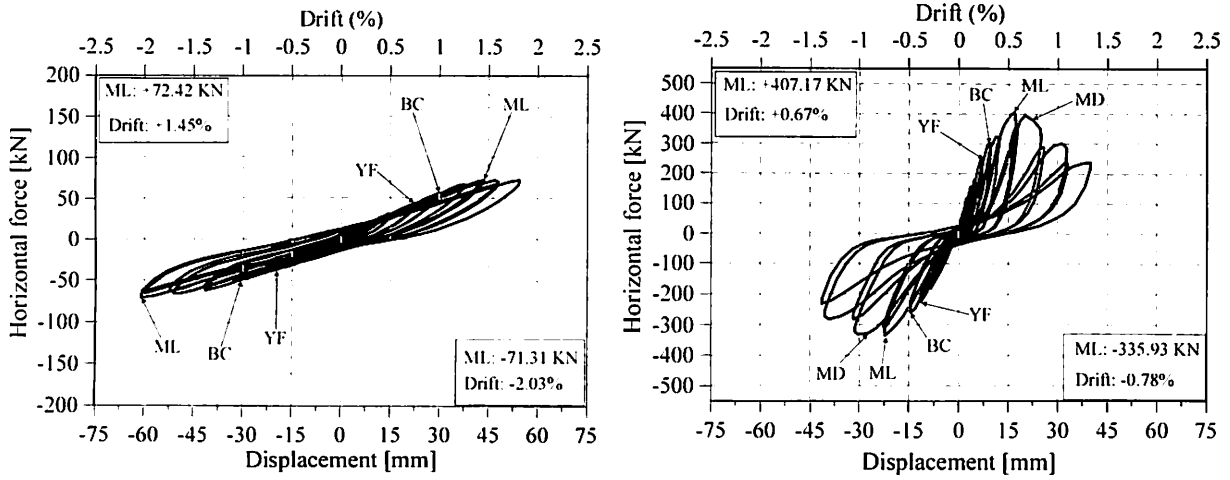 Drift (%)
-2.5 -2 -1.5 -1 -0.5 0 0.5 1 1.5 2 2.5
200
150
100
50
0
-50
-100
-150
-200
Horizontal force [kN]
ML: +72.42 KN
Drift: +1.45%
BC
ML
YF
ML
BC
YF
ML: -71.31 KN
Drift: -2.03%
-75 -60 -45 -30 -15 0 15 30 45 60 75
Displacement [mm]
Drift (%)
-2.5 -2 -1.5 -1 -0.5 0 0.5 1 1.5 2 2.5
500
400
300
200
100
0
-100
-200
-300
-400
-500
Horizontal force [kN]
ML: +407.17 KN
Drift: +0.67%
BC
ML
MD
YF
YF
BC
MD
ML
ML: -335.93 KN
Drift: -0.78%
-75 -60 -45 -30 -15 0 15 30 45 60 75
Displacement [mm]